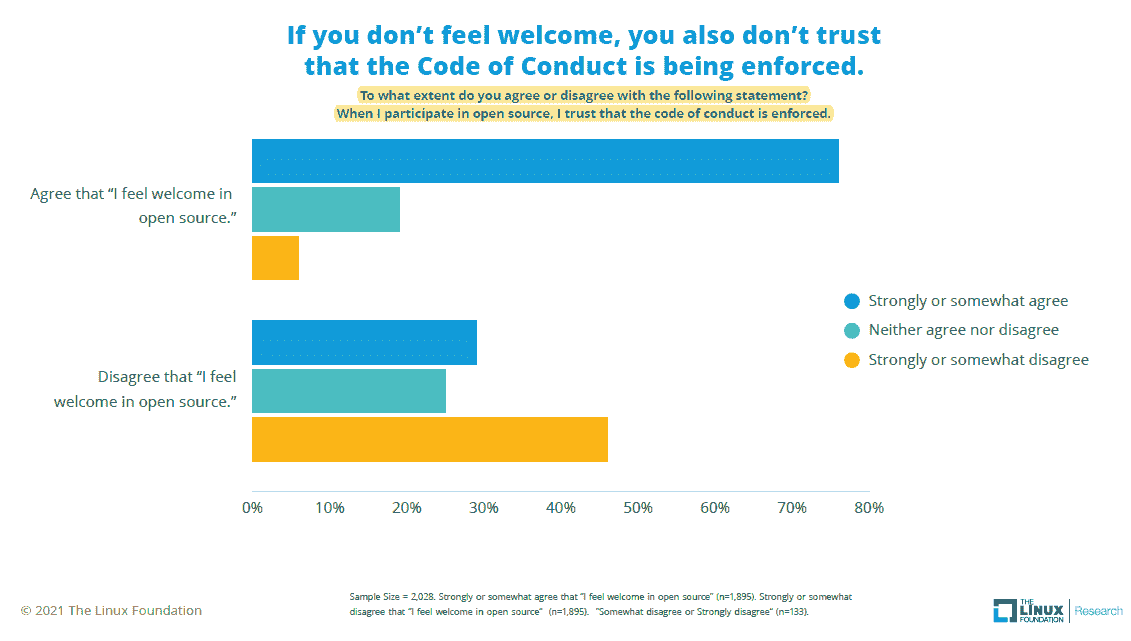 If you don’t feel welcome, you also don’t trust
that the Code of Conduct is being enforced.
To what extent do you agree or disagree with the following statement?
When I participate in open source, I trust that the code of conduct is enforced.
Agree that “I feel welcome in
open source.”
Disagree that “I feel
welcome in open source.”
Strongly or somewhat agree
Neither agree nor disagree
Strongly or somewhat disagree
0% 10% 20% 30% 40% 50% 60% 70% 80%
© 2021 The Linux Foundation
Sample Size = 2,028. Strongly or somewhat agree that “I feel welcome in open source” (n=1,895). Strongly or somewhat
disagree that “I feel welcome in open source” (n=1,895). “Somewhat disagree or Strongly disagree” (n=133).
THE
LINUX
FOUNDATION
Research